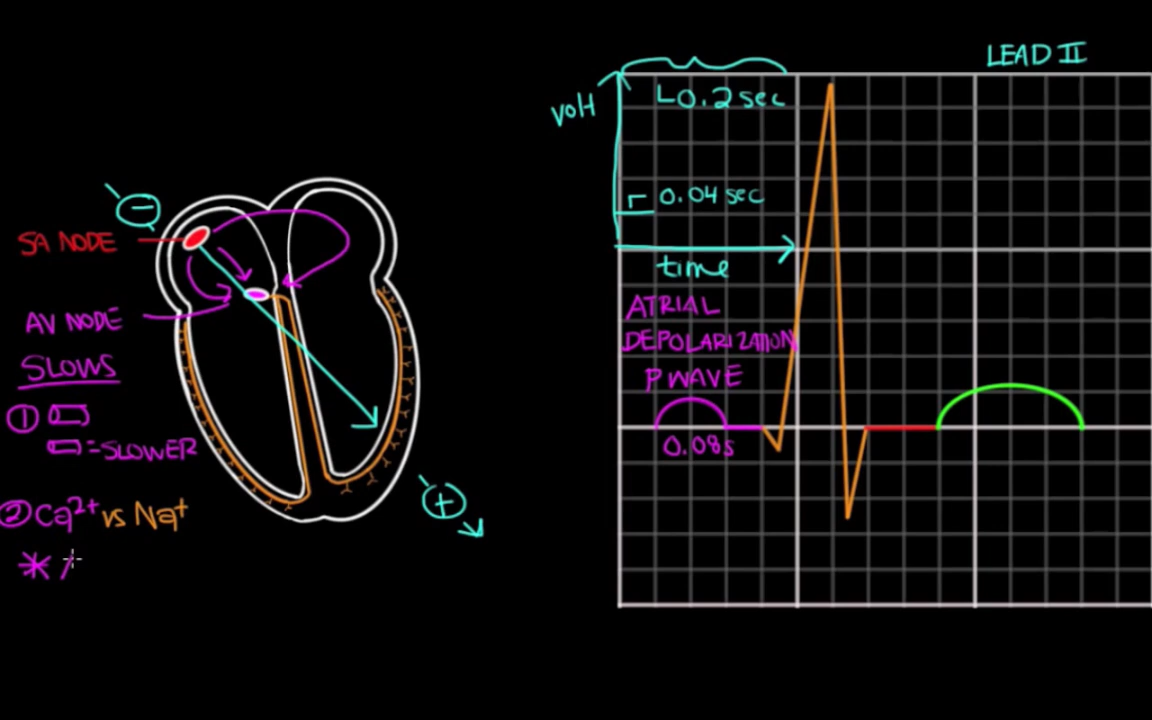 LEAD II
volt
0.2 sec
0.04 sec
time
SA NODE
AV NODE
SLOWS
①
= SLOWER
② Ca²⁺ vs Na⁺
*
ATRIAL
DEPOLARIZATION
P WAVE
0.08s
−
+